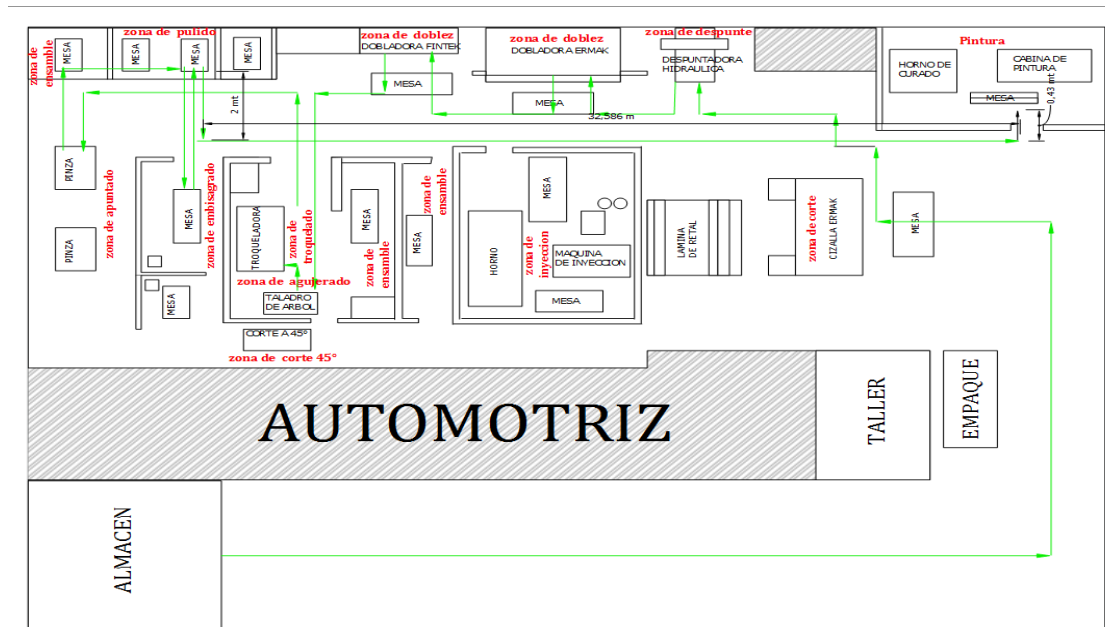 zona de pulido
zona de
ensamble
MESA
MESA
MESA
MESA
zona de doblez
DOBLADORA FINTEK
MESA
zona de doblez
DOBLADORA ERMAK
MESA
zona de despunte
DESPUNTADORA
HIDRAULICA
Pintura
HORNO DE
CURADO
CABINA DE
PINTURA
MESA
0,43 mt
2 mt
32,586 m
PINZA
PINZA
zona de apuntado
MESA
zona de embisagrado
MESA
TROQUELADORA
zona de
troquelado
zona de agujerado
TALADRO
DE ARBOL
CORTE A 45°
zona de corte 45°
MESA
zona de
ensamble
MESA
zona de
ensamble
HORNO
MESA
zona de
inyeccion
MAQUINA
DE INYECCION
MESA
LAMINA
DE RETAL
zona de corte
CIZALLA ERMAK
MESA
AUTOMOTRIZ
TALLER
EMPAQUE
ALMACEN